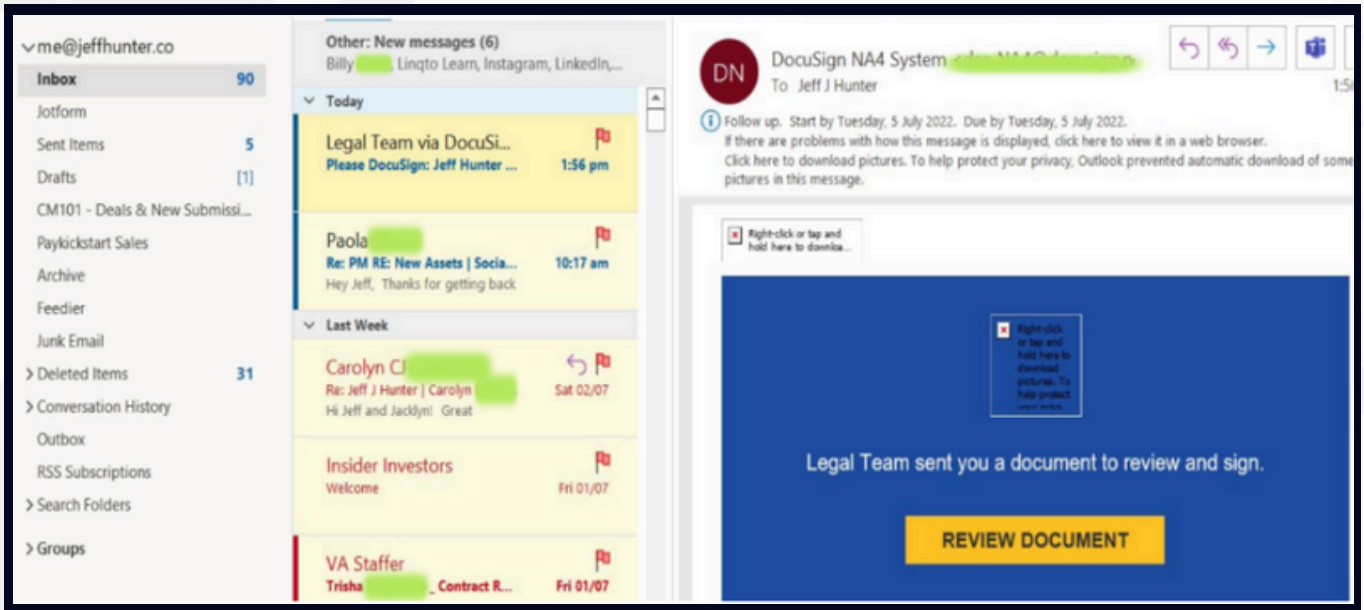 me@jeffhunter.co
Inbox 90
Jotform
Sent Items 5
Drafts [1]
CM101 - Deals & New Submissi...
Paykickstart Sales
Archive
Feedier
Junk Email
Deleted Items 31
Conversation History
Outbox
RSS Subscriptions
Search Folders
Groups
Other: New messages (6)
Billy , Linqto Learn, Instagram, LinkedIn,...
Today
Legal Team via DocuSi...
Please DocuSign: Jeff Hunter ... 1:56 pm
Paola
Re: PM RE: New Assets | Socia... 10:17 am
Hey Jeff, Thanks for getting back
Last Week
Carolyn CJ
Re: Jeff J Hunter | Carolyn Sat 02/07
Hi Jeff and Jacklyn! Great
Insider Investors
Welcome Fri 01/07
VA Staffer
Trisha _ Contract R... Fri 01/07
DN
DocuSign NA4 System
To Jeff J Hunter
1:56
Follow up. Start by Tuesday, 5 July 2022. Due by Tuesday, 5 July 2022.
If there are problems with how this message is displayed, click here to view it in a web browser.
Click here to download pictures. To help protect your privacy, Outlook prevented automatic download of some
pictures in this message.
Right-click or tap and
hold here to downloa...
Right-click
or tap and
hold here to
download
pictures. To
help protect
Legal Team sent you a document to review and sign.
REVIEW DOCUMENT